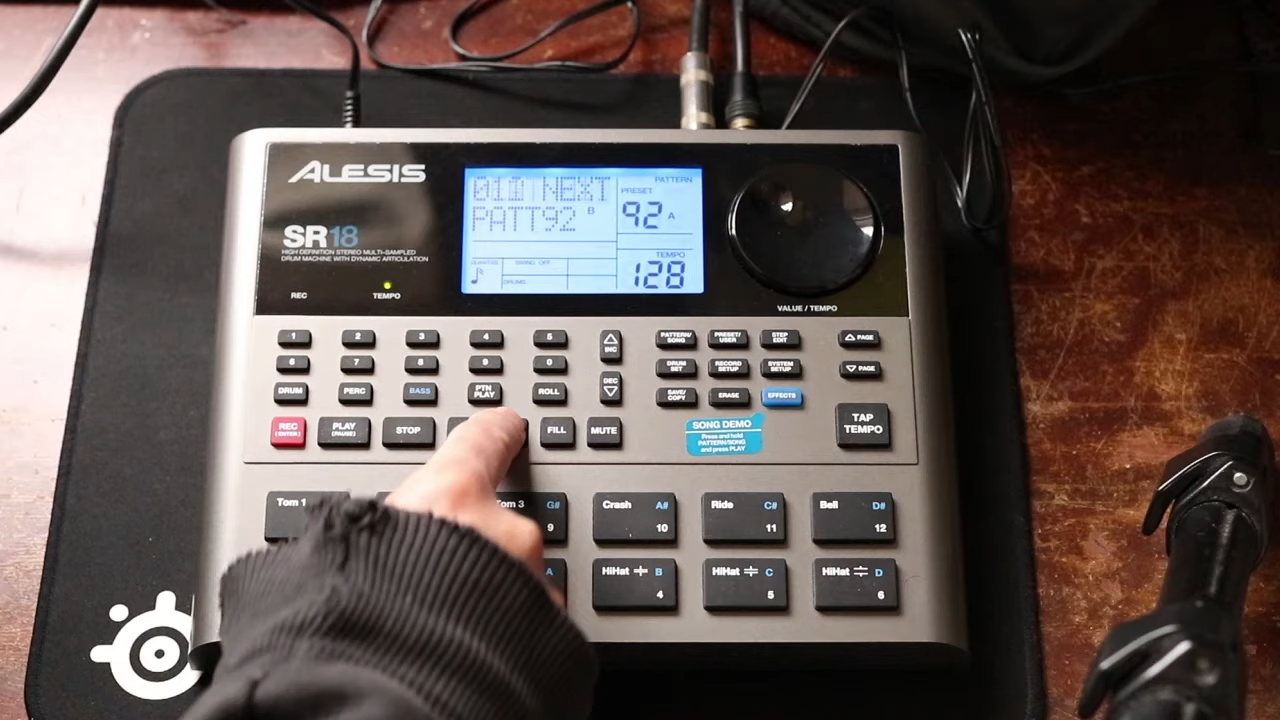 ALESIS
SR18
HIGH DEFINITION STEREO MULTI-SAMPLED
DRUM MACHINE WITH DYNAMIC ARTICULATION
REC
TEMPO
NEXT
PATT92 B
PATTERN
PRESET
92 A
TEMPO
128
SWING OFF
DRUMS
VALUE / TEMPO
1 2 3 4 5
INC
PATTERN/
SONG
PRESET/
USER
STEP
EDIT
PAGE
6 7 8 9 0
DRUM
SET
RECORD
SETUP
SYSTEM
SETUP
PAGE
DRUM PERC BASS
PTN
PLAY
ROLL
DEC
SAVE/
COPY
ERASE
EFFECTS
REC
(ENTER)
PLAY
(PAUSE)
STOP
FILL
MUTE
SONG DEMO
Press and hold
PATTERN/SONG
and press PLAY
TAP
TEMPO
Tom 1
Tom 3 G#
9
Crash A#
10
Ride C#
11
Bell D#
12
A
HiHat B
4
HiHat C
5
HiHat D
6